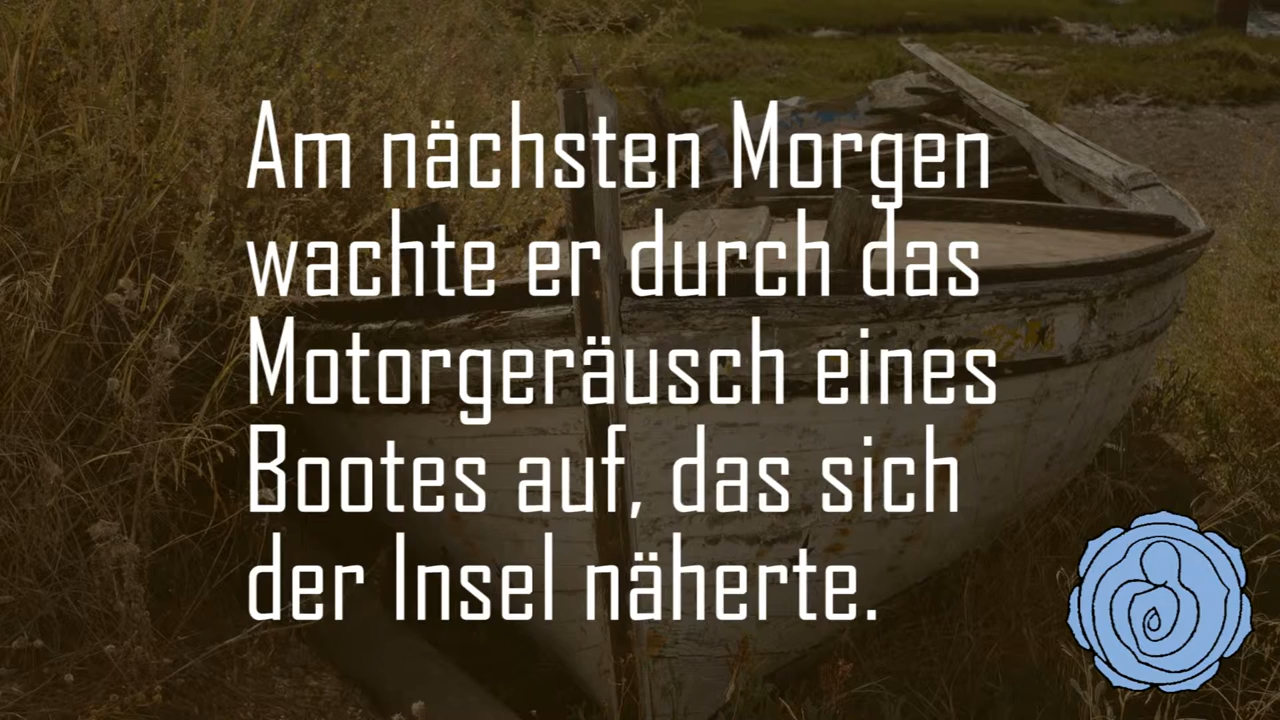 Am nächsten Morgen
wachte er durch das
Motorgeräusch eines
Bootes auf, das sich
der Insel näherte.